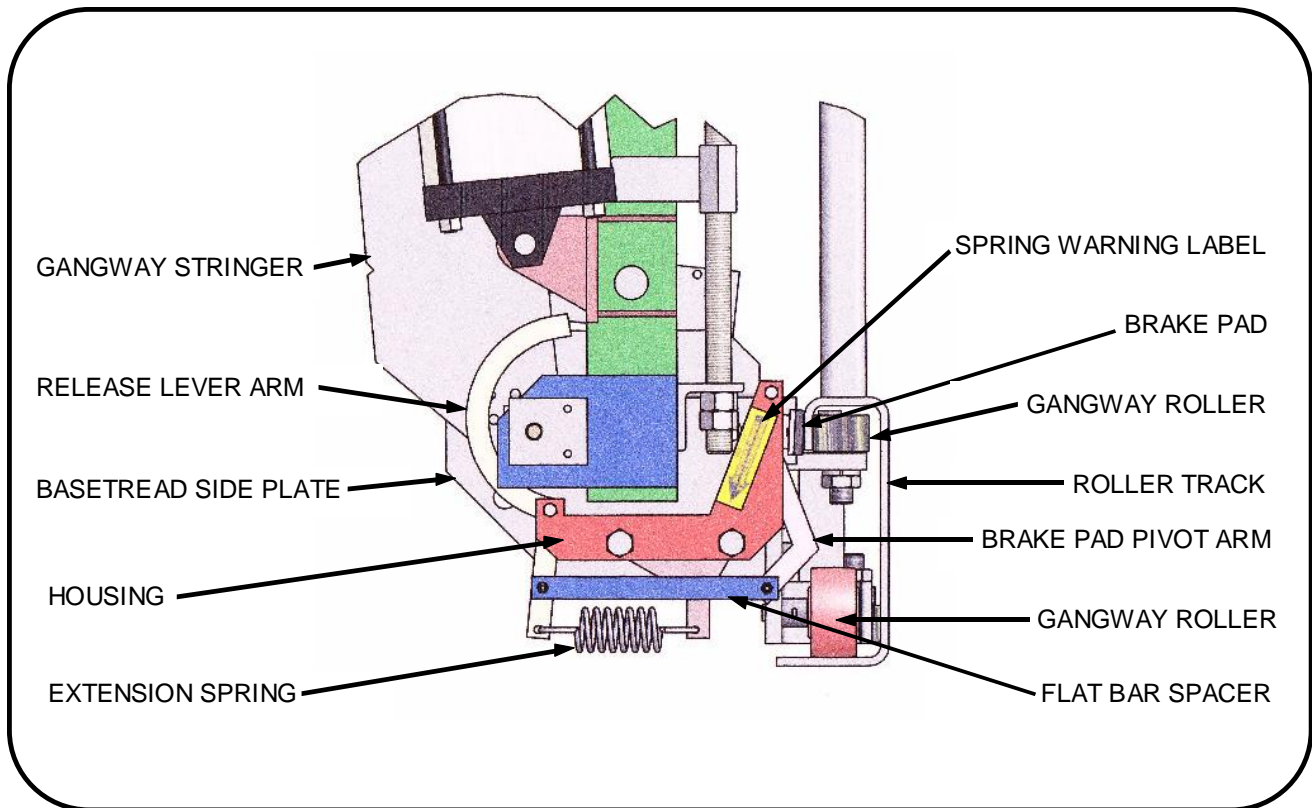 GANGWAY STRINGER
RELEASE LEVER ARM
BASETREAD SIDE PLATE
HOUSING
EXTENSION SPRING
SPRING WARNING LABEL
BRAKE PAD
GANGWAY ROLLER
ROLLER TRACK
BRAKE PAD PIVOT ARM
GANGWAY ROLLER
FLAT BAR SPACER